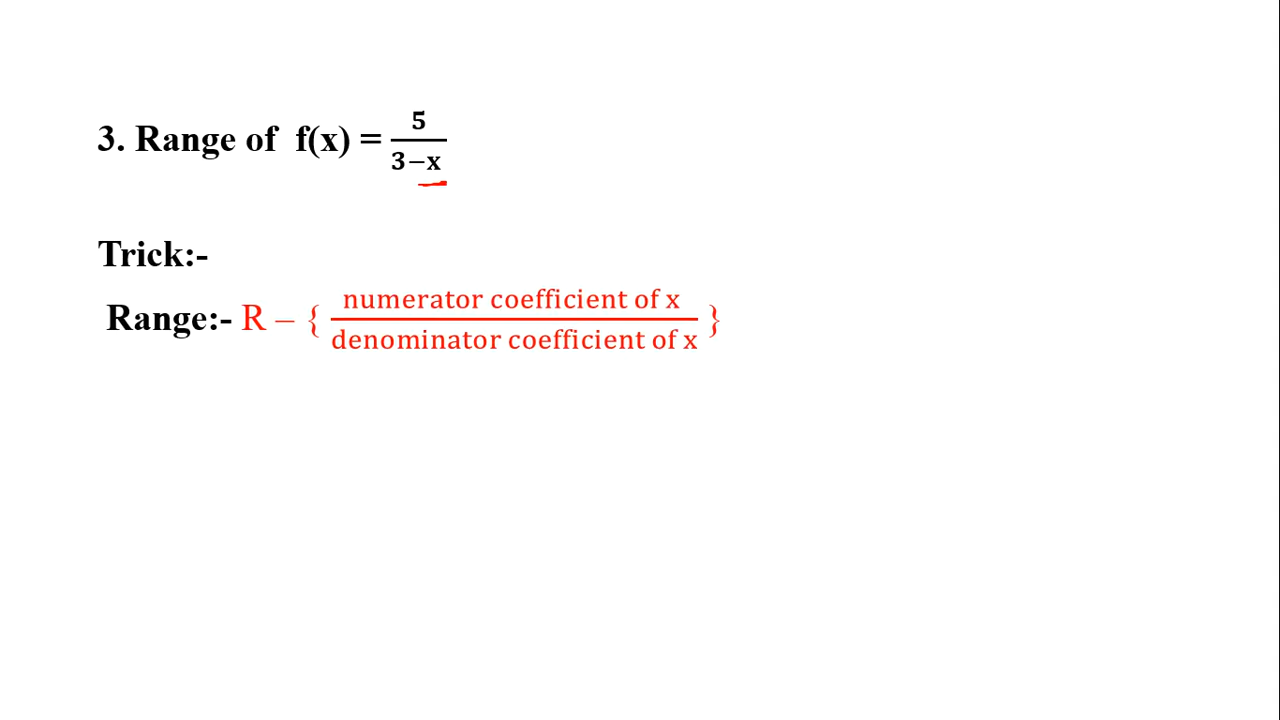 3. Range of f(x) = 5/(3−x)
Trick:-
Range:- R – { numerator coefficient of x / denominator coefficient of x }